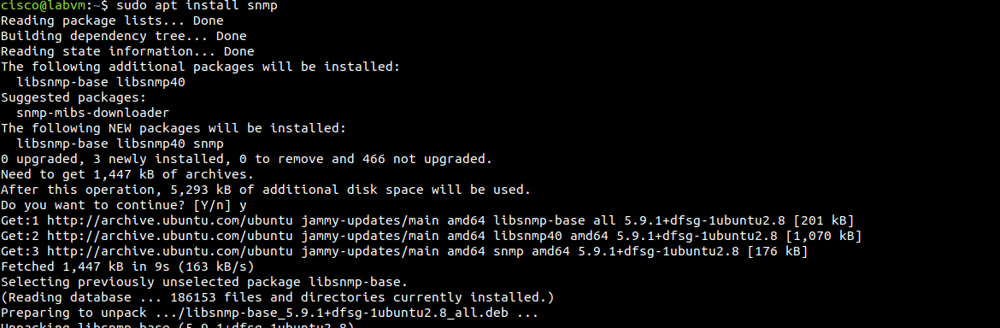 cisco@labvm:~$ sudo apt install snmp
Reading package lists... Done
Building dependency tree... Done
Reading state information... Done
The following additional packages will be installed:
  libsnmp-base libsnmp40
Suggested packages:
  snmp-mibs-downloader
The following NEW packages will be installed:
  libsnmp-base libsnmp40 snmp
0 upgraded, 3 newly installed, 0 to remove and 466 not upgraded.
Need to get 1,447 kB of archives.
After this operation, 5,293 kB of additional disk space will be used.
Do you want to continue? [Y/n] y
Get:1 http://archive.ubuntu.com/ubuntu jammy-updates/main amd64 libsnmp-base all 5.9.1+dfsg-1ubuntu2.8 [201 kB]
Get:2 http://archive.ubuntu.com/ubuntu jammy-updates/main amd64 libsnmp40 amd64 5.9.1+dfsg-1ubuntu2.8 [1,070 kB]
Get:3 http://archive.ubuntu.com/ubuntu jammy-updates/main amd64 snmp amd64 5.9.1+dfsg-1ubuntu2.8 [176 kB]
Fetched 1,447 kB in 9s (163 kB/s)
Selecting previously unselected package libsnmp-base.
(Reading database ... 186153 files and directories currently installed.)
Preparing to unpack .../libsnmp-base_5.9.1+dfsg-1ubuntu2.8_all.deb ...
Unpacking libsnmp-base (5.9.1+dfsg-1ubuntu2.8) ...